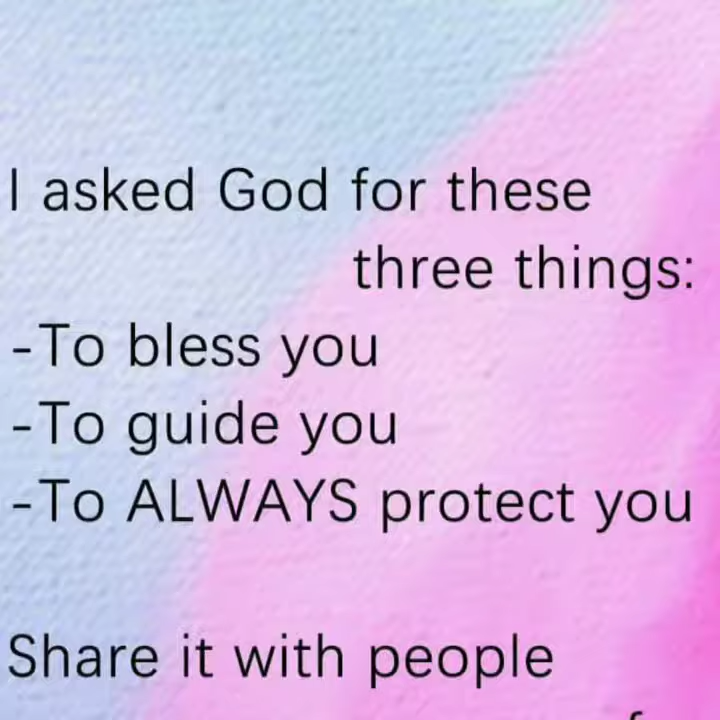 I asked God for these
three things:
-To bless you
-To guide you
-To ALWAYS protect you
Share it with people